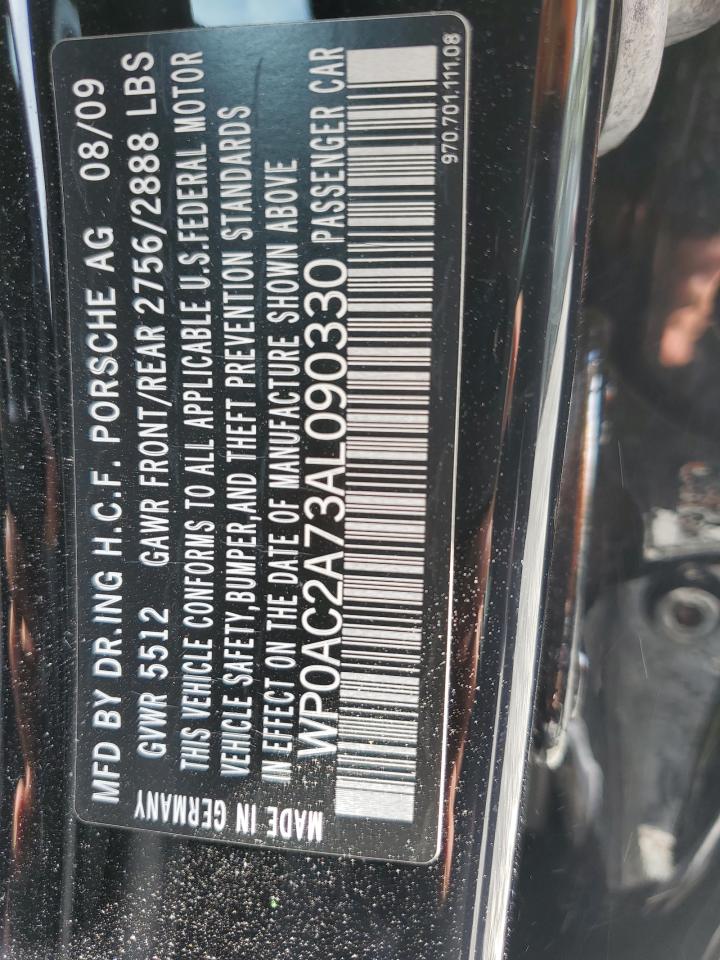 MFD BY DR.ING H.C.F. PORSCHE AG 08/09
GVWR 5512 GAWR FRONT/REAR 2756/2888 LBS
THIS VEHICLE CONFORMS TO ALL APPLICABLE U.S.FEDERAL MOTOR
VEHICLE SAFETY,BUMPER,AND THEFT PREVENTION STANDARDS
IN EFFECT ON THE DATE OF MANUFACTURE SHOWN ABOVE
WP0AC2A73AL090330 PASSENGER CAR
MADE IN GERMANY
970.701.111.08